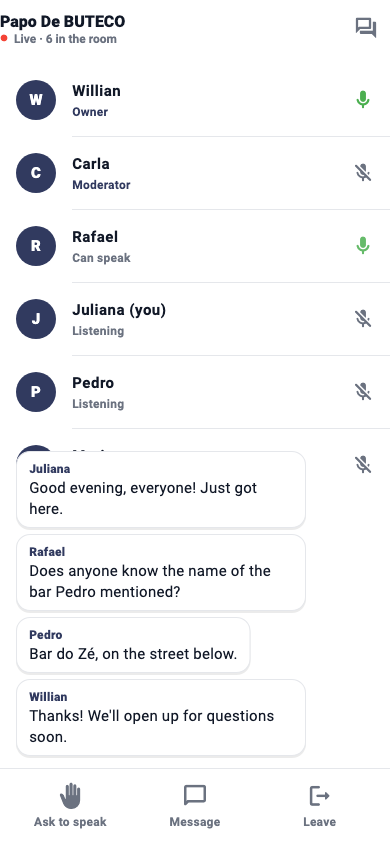 Papo De BUTECO
Live · 6 in the room
W
Willian
Owner
C
Carla
Moderator
R
Rafael
Can speak
J
Juliana (you)
Listening
P
Pedro
Listening
Juliana
Good evening, everyone! Just got
here.
Rafael
Does anyone know the name of the
bar Pedro mentioned?
Pedro
Bar do Zé, on the street below.
Willian
Thanks! We'll open up for questions
soon.
Ask to speak
Message
Leave